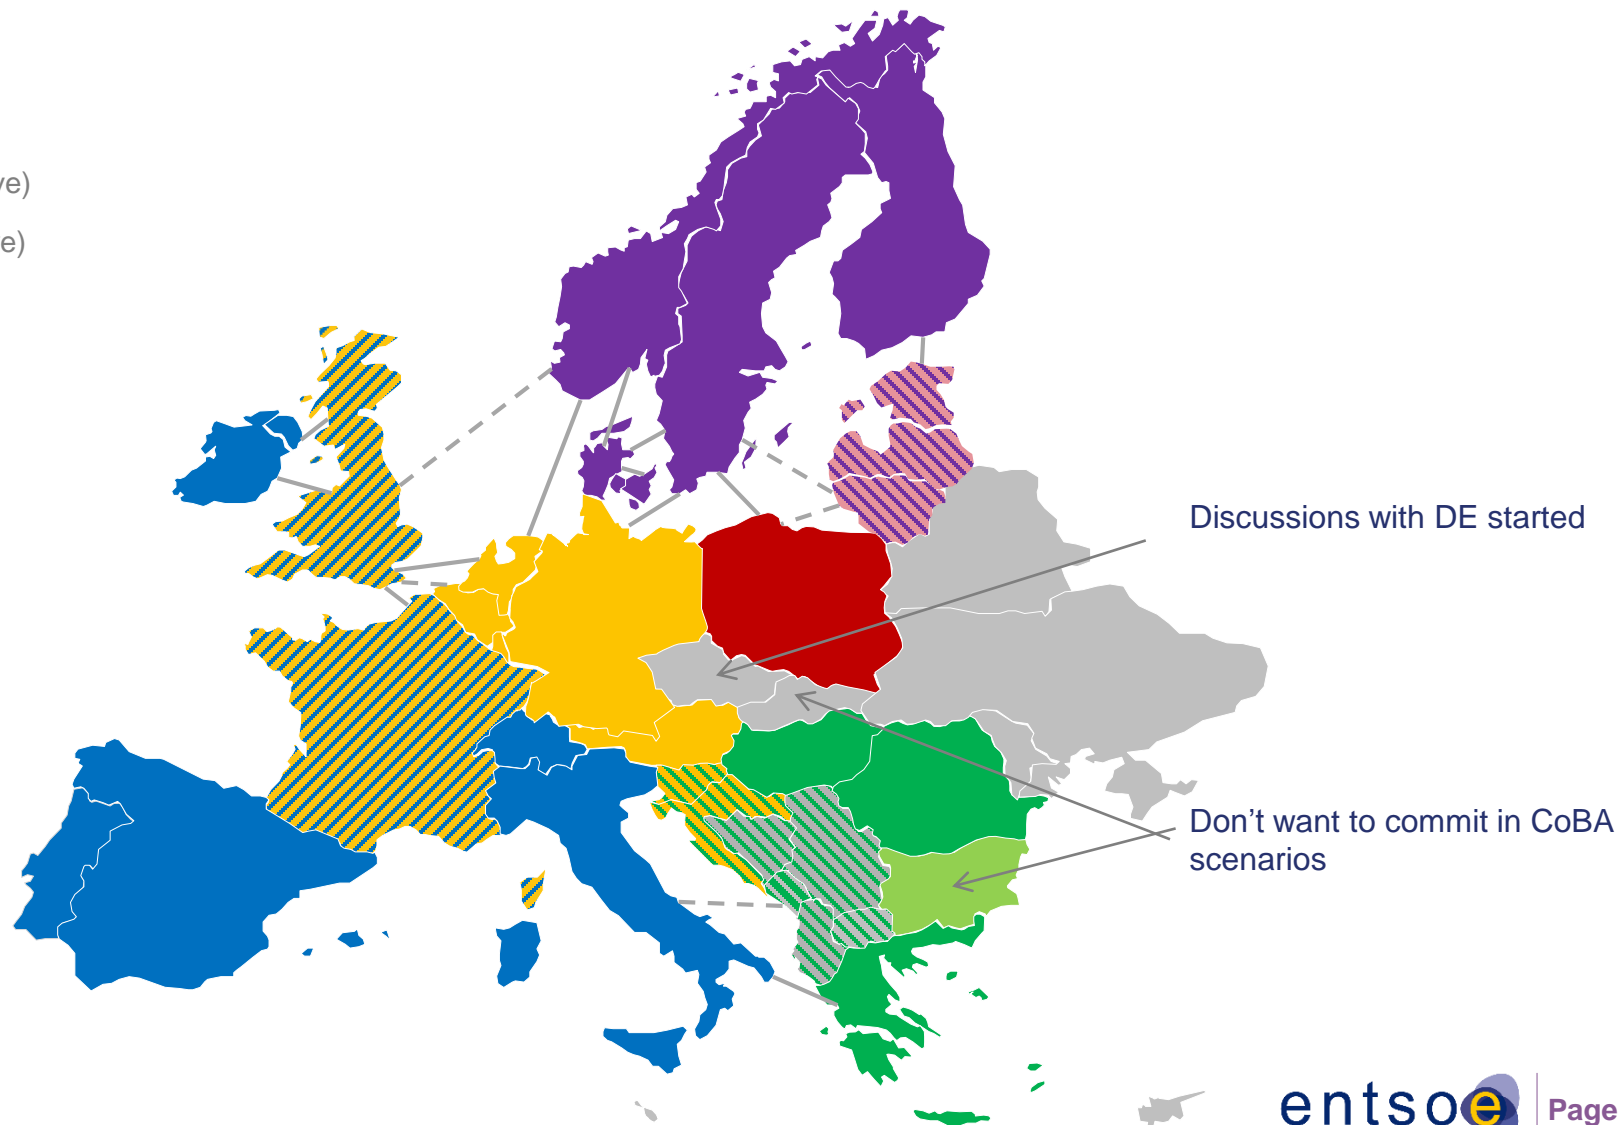 ve)
e)
Discussions with DE started
Don't want to commit in CoBA
scenarios
entsoe
Page